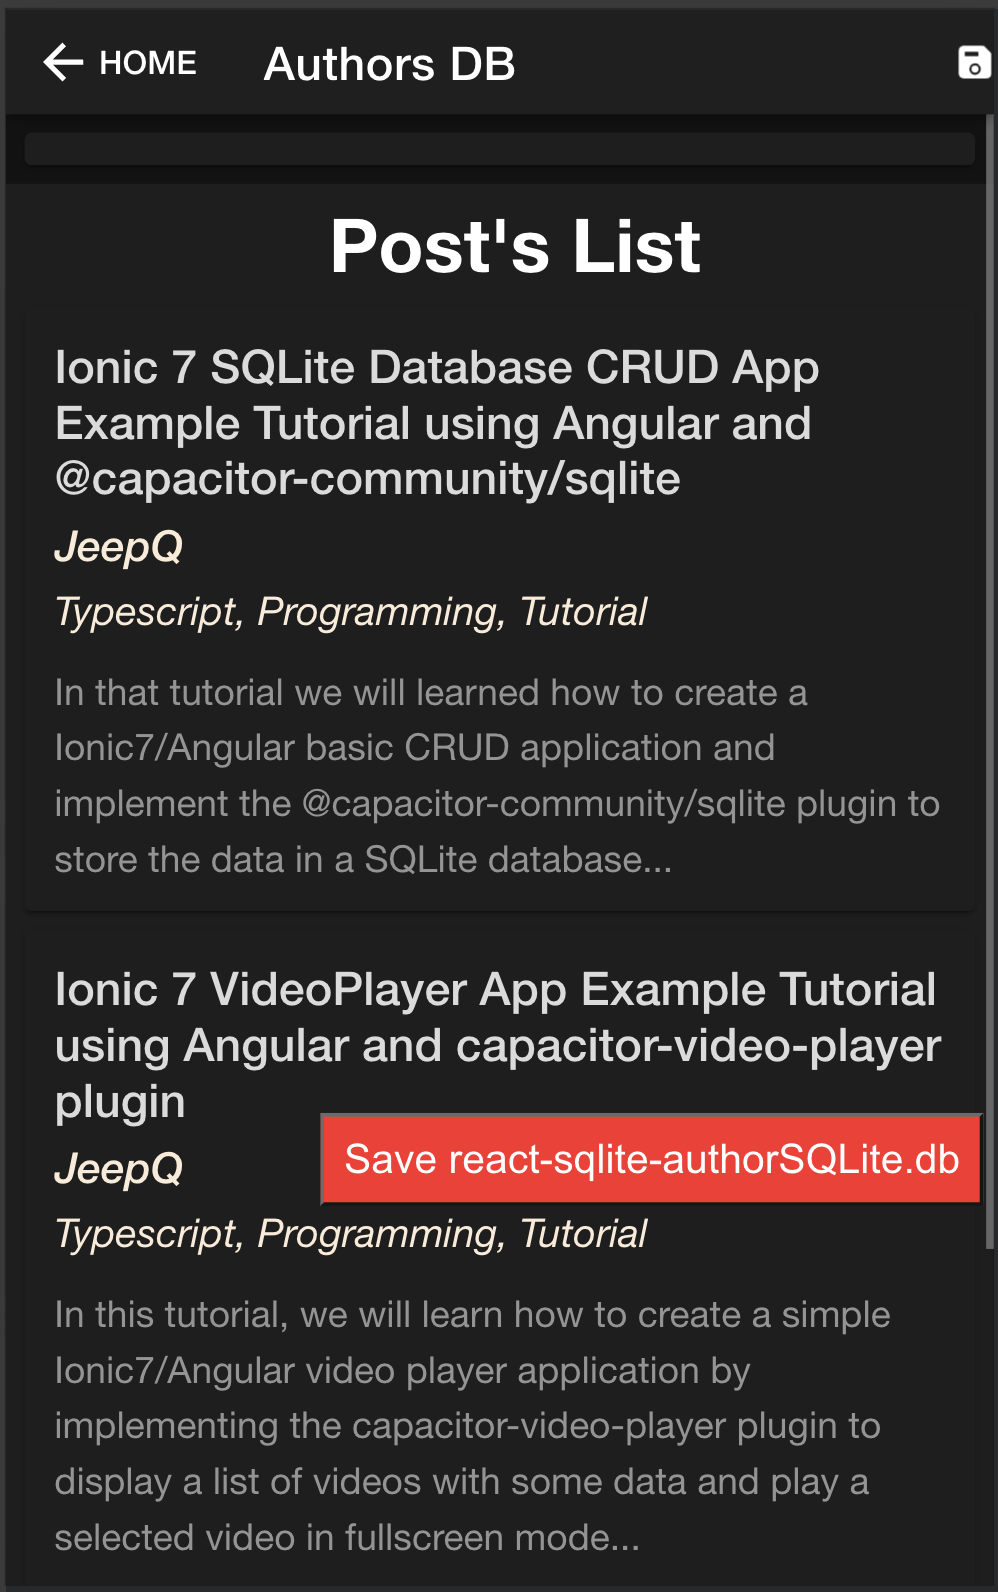 HOME
Authors DB
Post's List
Ionic 7 SQLite Database CRUD App
Example Tutorial using Angular and
@capacitor-community/sqlite
JeepQ
Typescript, Programming, Tutorial
In that tutorial we will learned how to create a
Ionic7/Angular basic CRUD application and
implement the @capacitor-community/sqlite plugin to
store the data in a SQLite database...
Ionic 7 VideoPlayer App Example Tutorial
using Angular and capacitor-video-player
plugin
Save react-sqlite-authorSQLite.db
JeepQ
Typescript, Programming, Tutorial
In this tutorial, we will learn how to create a simple
Ionic7/Angular video player application by
implementing the capacitor-video-player plugin to
display a list of videos with some data and play a
selected video in fullscreen mode...